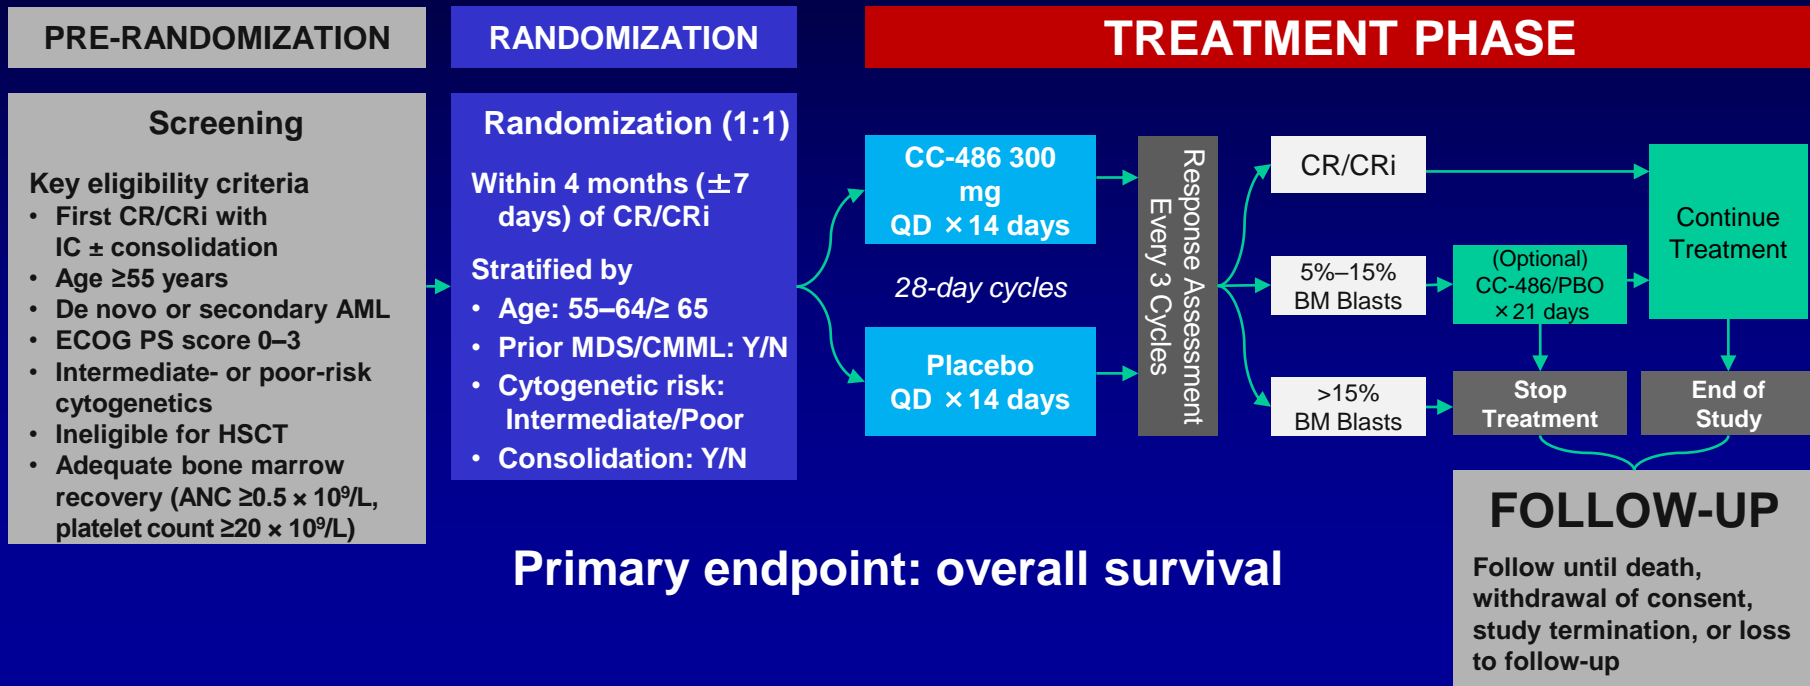 PRE-RANDOMIZATION
RANDOMIZATION
TREATMENT PHASE
Screening
Key eligibility criteria
• First CR/CRi with
IC ± consolidation
• Age ≥55 years
• De novo or secondary AML
• ECOG PS score 0–3
• Intermediate- or poor-risk
cytogenetics
• Ineligible for HSCT
• Adequate bone marrow
recovery (ANC ≥0.5 × 10⁹/L,
platelet count ≥20 × 10⁹/L)
Randomization (1:1)
Within 4 months (±7
days) of CR/CRi
Stratified by
• Age: 55–64/≥ 65
• Prior MDS/CMML: Y/N
• Cytogenetic risk:
Intermediate/Poor
• Consolidation: Y/N
CC-486 300
mg
QD ×14 days
28-day cycles
Placebo
QD ×14 days
Response Assessment
Every 3 Cycles
CR/CRi
5%–15%
BM Blasts
>15%
BM Blasts
(Optional)
CC-486/PBO
×21 days
Continue
Treatment
Stop
Treatment
End of
Study
FOLLOW-UP
Follow until death,
withdrawal of consent,
study termination, or loss
to follow-up
Primary endpoint: overall survival